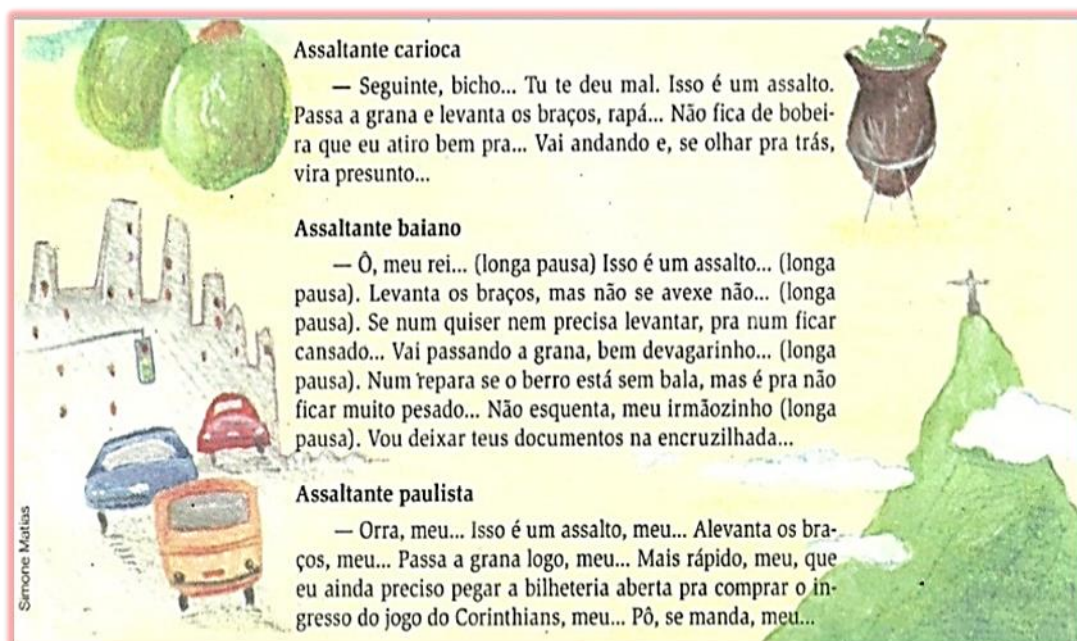 Assaltante carioca
— Seguinte, bicho... Tu te deu mal. Isso é um assalto.
Passa a grana e levanta os braços, rapá... Não fica de bobei-
ra que eu atiro bem pra... Vai andando e, se olhar pra trás,
vira presunto...
Assaltante baiano
— Ô, meu rei... (longa pausa) Isso é um assalto... (longa
pausa). Levanta os braços, mas não se avexe não... (longa
pausa). Se num quiser nem precisa levantar, pra num ficar
cansado... Vai passando a grana, bem devagarinho... (longa
pausa). Num repara se o berro está sem bala, mas é pra não
ficar muito pesado... Não esquenta, meu irmãozinho (longa
pausa). Vou deixar teus documentos na encruzilhada...
Assaltante paulista
— Orra, meu... Isso é um assalto, meu... Alevanta os bra-
ços, meu... Passa a grana logo, meu... Mais rápido, meu, que
eu ainda preciso pegar a bilheteria aberta pra comprar o in-
gresso do jogo do Corinthians, meu... Pô, se manda, meu...
Simone Matias